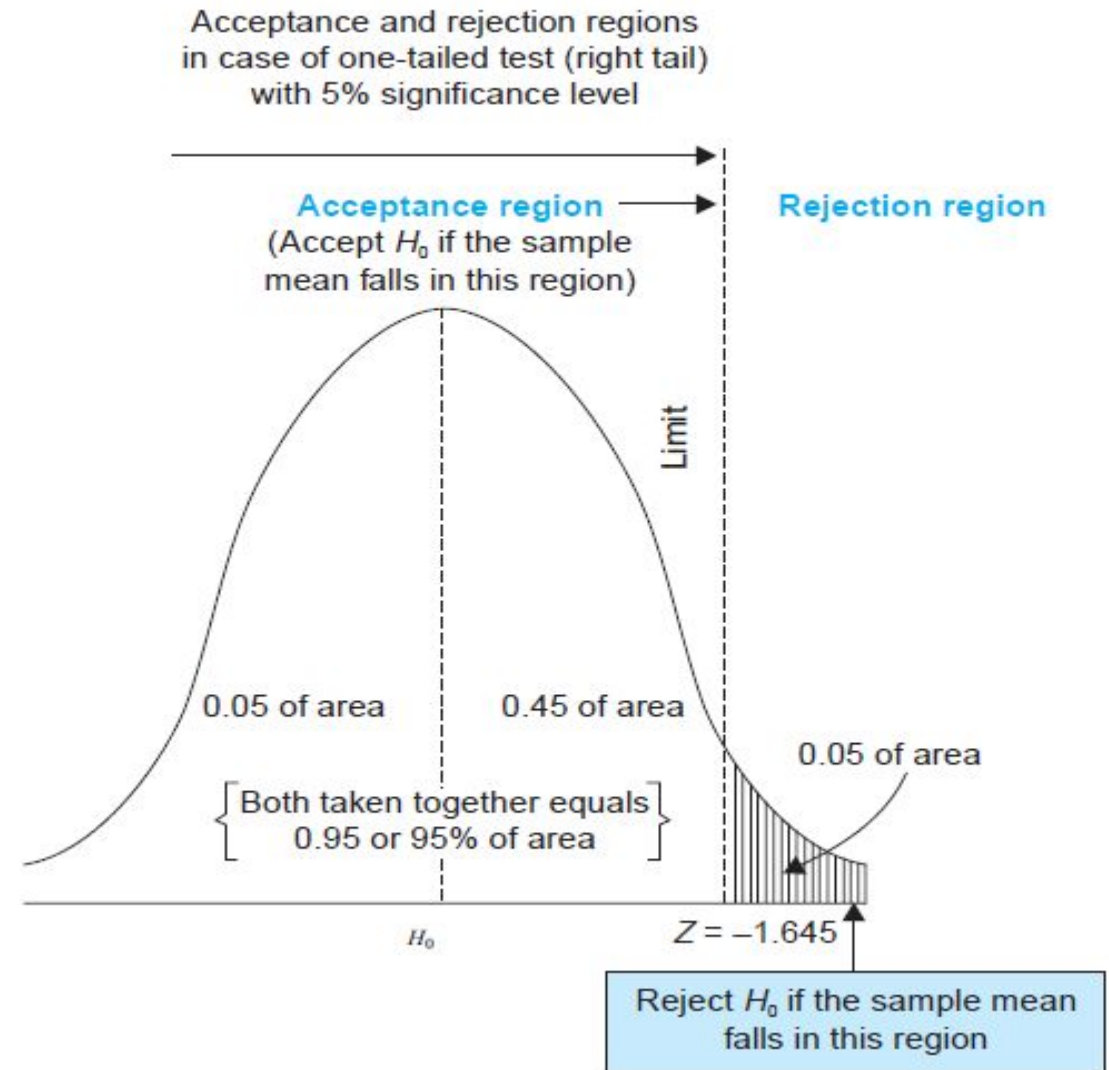 Acceptance and rejection regions
in case of one-tailed test (right tail)
with 5% significance level
Acceptance region
Rejection region
(Accept H₀ if the sample
mean falls in this region)
Limit
0.05 of area
0.45 of area
0.05 of area
Both taken together equals
0.95 or 95% of area
H₀
Z = –1.645
Reject H₀ if the sample mean
falls in this region